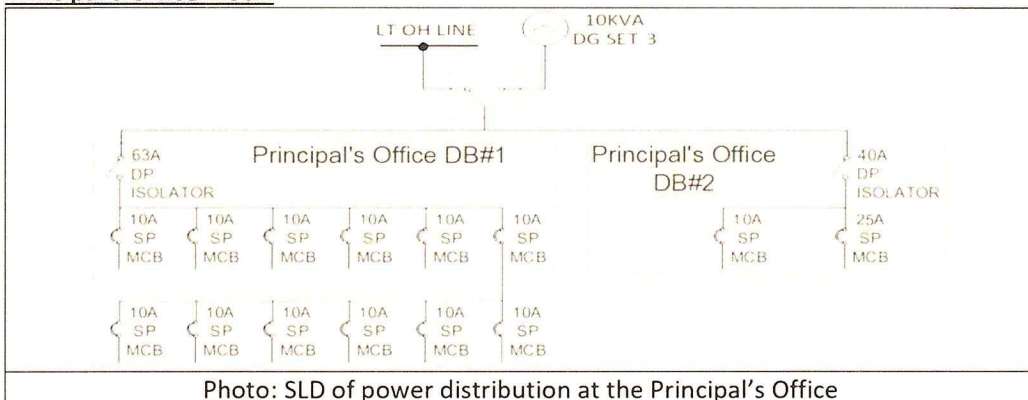 LT OH LINE
10KVA
DG SET 3
63A
DP
ISOLATOR
Principal's Office DB#1
Principal's Office
DB#2
40A
DP
ISOLATOR
10A 10A 10A 10A 10A 10A
SP SP SP SP SP SP
MCB MCB MCB MCB MCB MCB
10A 25A
SP SP
MCB MCB
10A 10A 10A 10A 10A 10A
SP SP SP SP SP SP
MCB MCB MCB MCB MCB MCB
Photo: SLD of power distribution at the Principal's Office